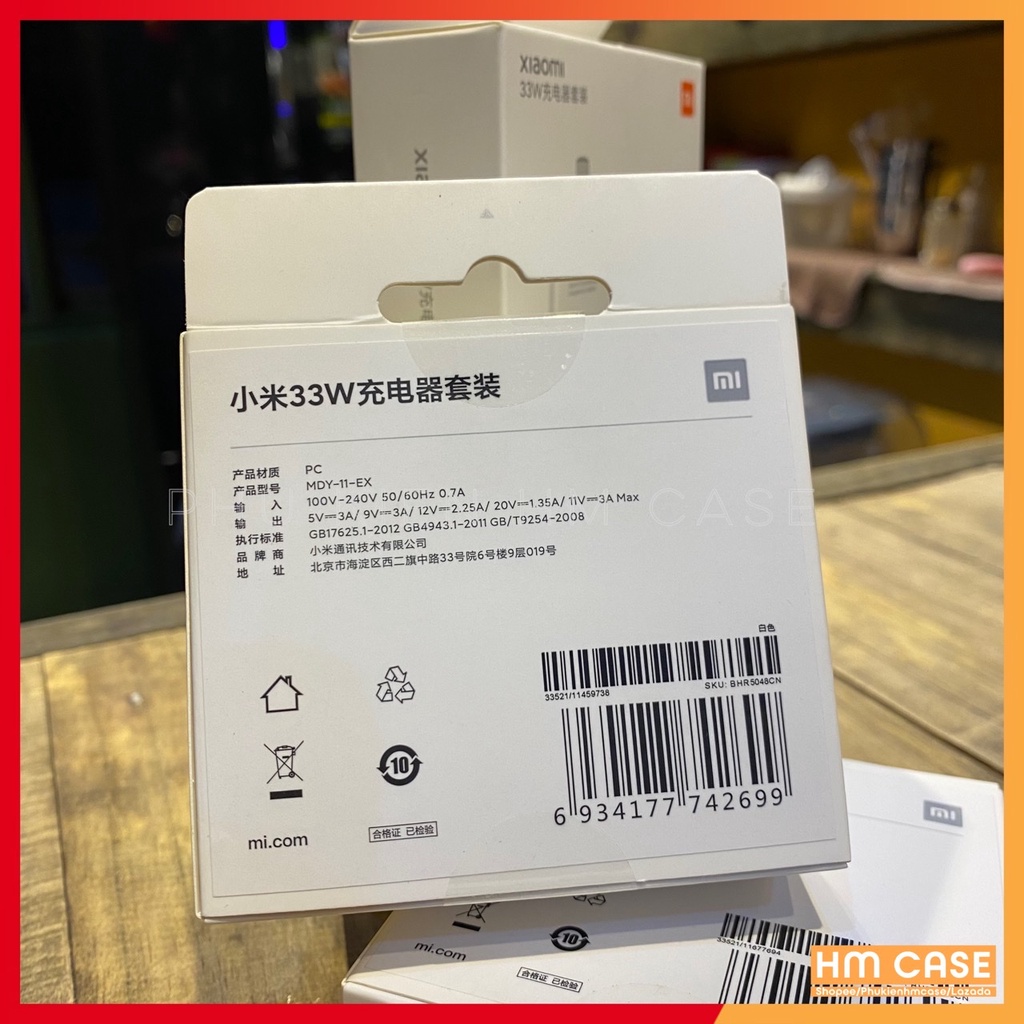 xiaomi
33W充电器套装
小米33W充电器套装
产品材质 PC
产品型号 MDY-11-EX
输入 100V-240V 50/60Hz 0.7A
输出 5V⎓3A/ 9V⎓3A/ 12V⎓2.25A/ 20V⎓1.35A/ 11V⎓3A Max
执行标准 GB17625.1-2012 GB4943.1-2011 GB/T9254-2008
品牌商 小米通讯技术有限公司
地址 北京市海淀区西二旗中路33号院6号楼9层019号
CASE
白色
33521/11459738
SKU: BHR5048CN
10
6 934177 742699
mi.com
合格证 已检验
mi
10
33521/11677694
mi.com
合格证 已检验
HM CASE
Shopee/Phukienhmcase/Lazada